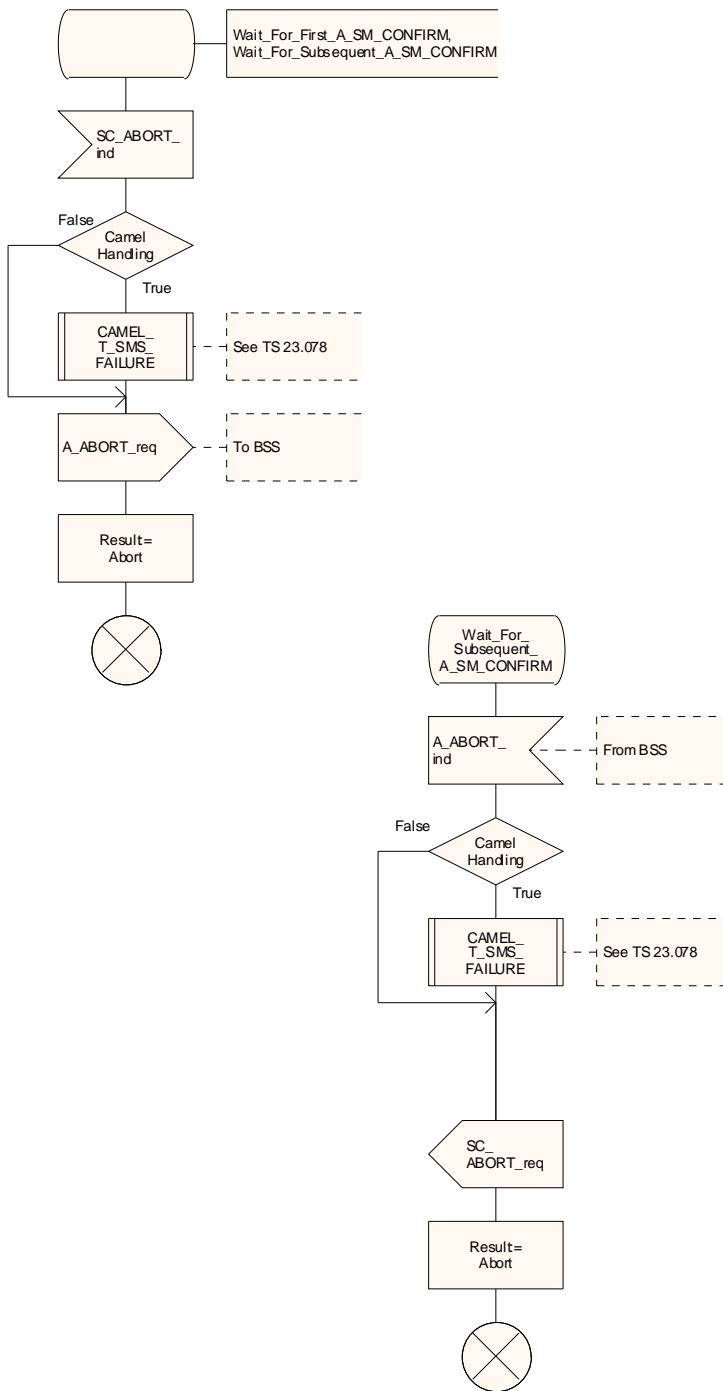 Wait_For_First_A_SM_CONFIRM,
Wait_For_Subsequent_A_SM_CONFIRM
SC_ABORT_
ind
False
Camel
Handling
True
CAMEL_
T_SMS_
FAILURE
See TS 23.078
A_ABORT_req
To BSS
Result=
Abort
Wait_For_
Subsequent_
A_SM_CONFIRM
A_ABORT_
ind
From BSS
False
Camel
Handling
True
CAMEL_
T_SMS_
FAILURE
See TS 23.078
SC_
ABORT_req
Result=
Abort